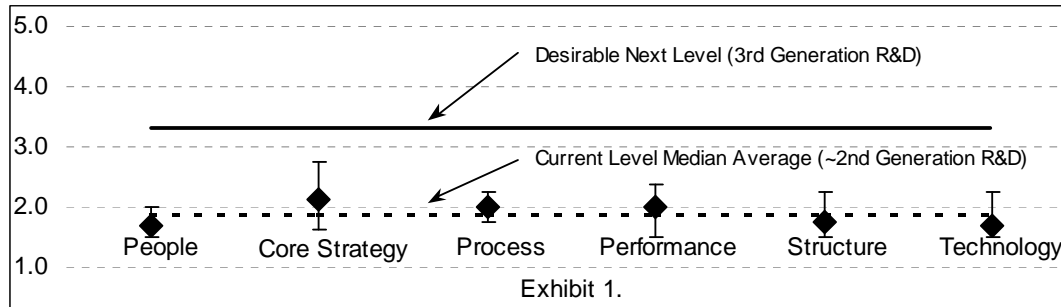 5.0
Desirable Next Level (3rd Generation R&D)
4.0
3.0
Current Level Median Average (~2nd Generation R&D)
2.0
People Core Strategy Process Performance Structure Technology
1.0
Exhibit 1.